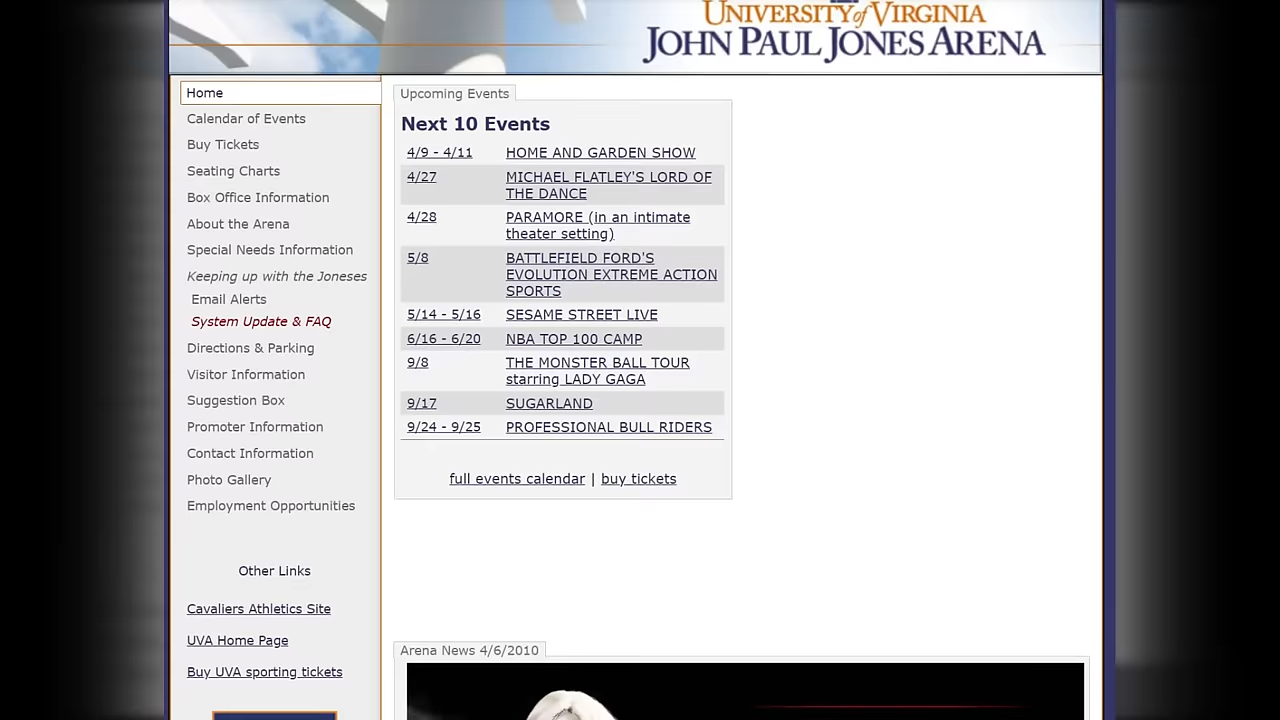 UNIVERSITY of VIRGINIA
JOHN PAUL JONES ARENA
Home
Calendar of Events
Buy Tickets
Seating Charts
Box Office Information
About the Arena
Special Needs Information
Keeping up with the Joneses
Email Alerts
System Update & FAQ
Directions & Parking
Visitor Information
Suggestion Box
Promoter Information
Contact Information
Photo Gallery
Employment Opportunities
Other Links
Cavaliers Athletics Site
UVA Home Page
Buy UVA sporting tickets
Upcoming Events
Next 10 Events
4/9 - 4/11 HOME AND GARDEN SHOW
4/27 MICHAEL FLATLEY'S LORD OF
THE DANCE
4/28 PARAMORE (in an intimate
theater setting)
5/8 BATTLEFIELD FORD'S
EVOLUTION EXTREME ACTION
SPORTS
5/14 - 5/16 SESAME STREET LIVE
6/16 - 6/20 NBA TOP 100 CAMP
9/8 THE MONSTER BALL TOUR
starring LADY GAGA
9/17 SUGARLAND
9/24 - 9/25 PROFESSIONAL BULL RIDERS
full events calendar | buy tickets
Arena News 4/6/2010